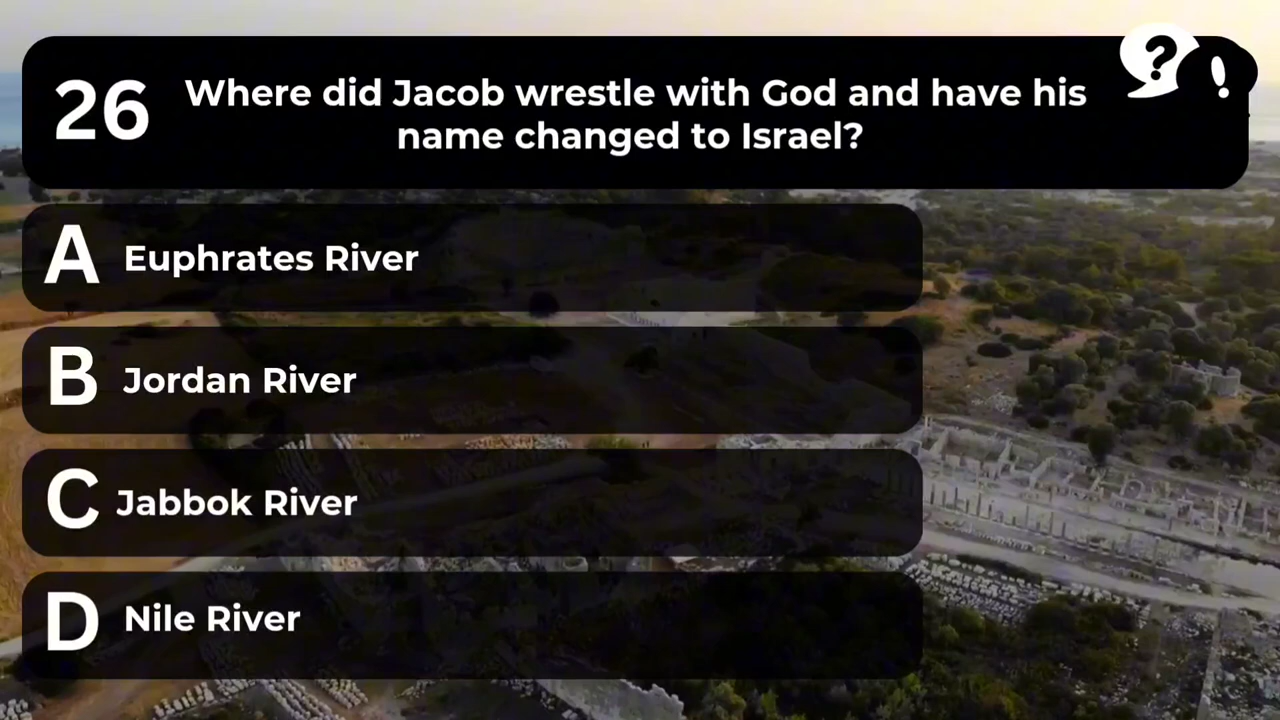 26
Where did Jacob wrestle with God and have his
name changed to Israel?
A Euphrates River
B Jordan River
C Jabbok River
D Nile River